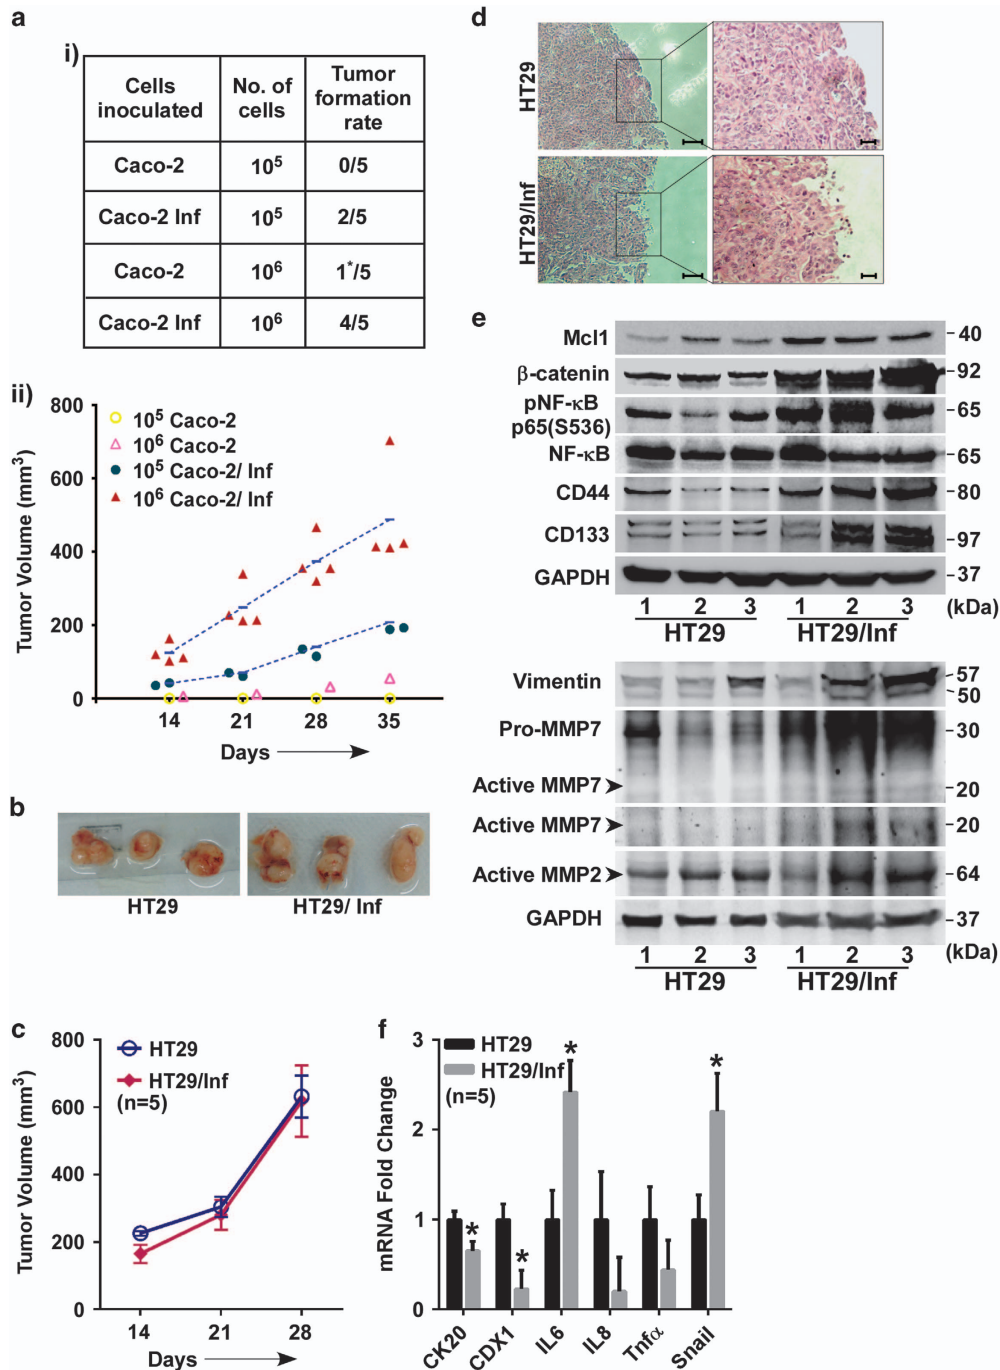 a
i)
Cells inoculated No. of cells Tumor formation rate
Caco-2 10⁵ 0/5
Caco-2 Inf 10⁵ 2/5
Caco-2 10⁶ 1*/5
Caco-2 Inf 10⁶ 4/5
ii)
10⁵ Caco-2
10⁶ Caco-2
10⁵ Caco-2/ Inf
10⁶ Caco-2/ Inf
Tumor Volume (mm³)
800
600
400
200
0
14 21 28 35
Days
b
HT29 HT29/ Inf
c
HT29
HT29/Inf
(n=5)
Tumor Volume (mm³)
800
600
400
200
0
14 21 28
Days
d
HT29
HT29/Inf
e
Mcl1 40
β-catenin 92
pNF-κB
p65(S536) 65
NF-κB 65
CD44 80
CD133 97
GAPDH 37
1 2 3 1 2 3 (kDa)
HT29 HT29/Inf
Vimentin 57
50
Pro-MMP7 30
Active MMP7 20
Active MMP7 20
Active MMP2 64
GAPDH 37
1 2 3 1 2 3 (kDa)
HT29 HT29/Inf
f
HT29
HT29/Inf
(n=5)
mRNA Fold Change
3
2
1
0
* * * *
CK20 CDX1 IL6 IL8 Tnfα Snail